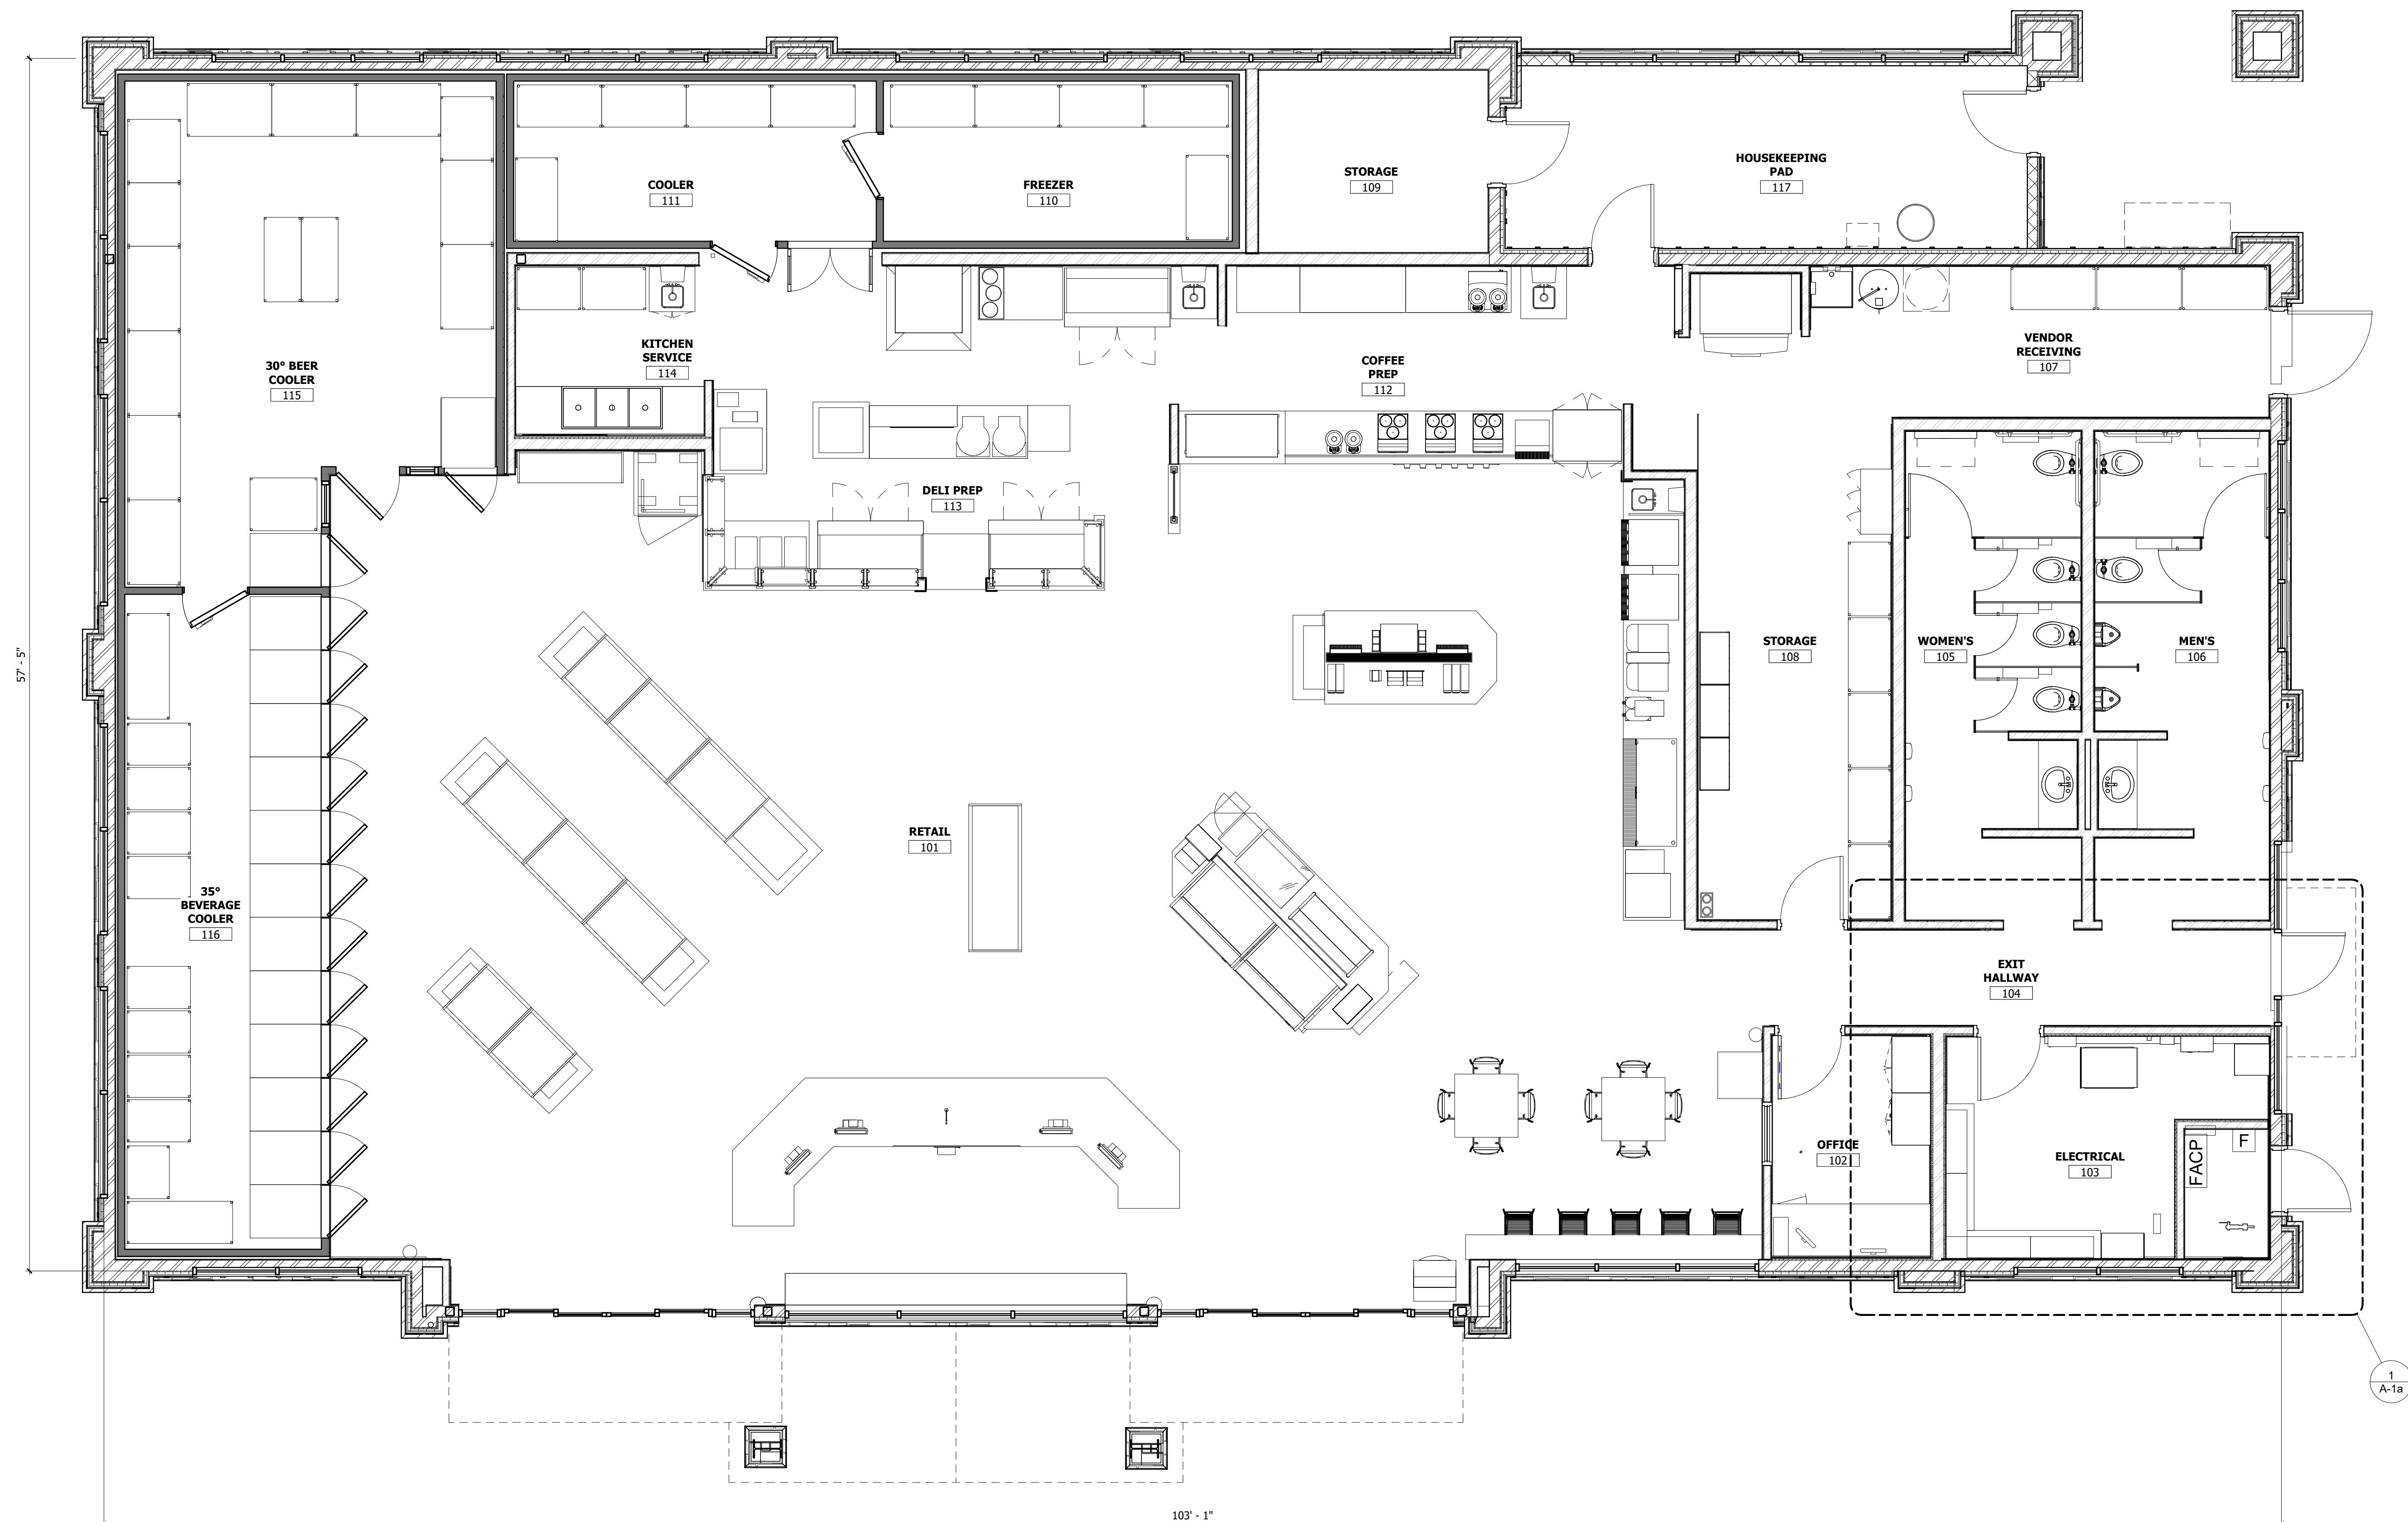 HOUSEKEEPING
PAD
117
STORAGE
109
COOLER
111
FREEZER
110
KITCHEN
SERVICE
114
COFFEE
PREP
112
VENDOR
RECEIVING
107
30° BEER
COOLER
115
DELI PREP
113
STORAGE
108
WOMEN'S
105
MEN'S
106
57' - 5"
RETAIL
101
35°
BEVERAGE
COOLER
116
EXIT
HALLWAY
104
OFFICE
102
ELECTRICAL
103
FACP
F
1
A-1a
103' - 1"